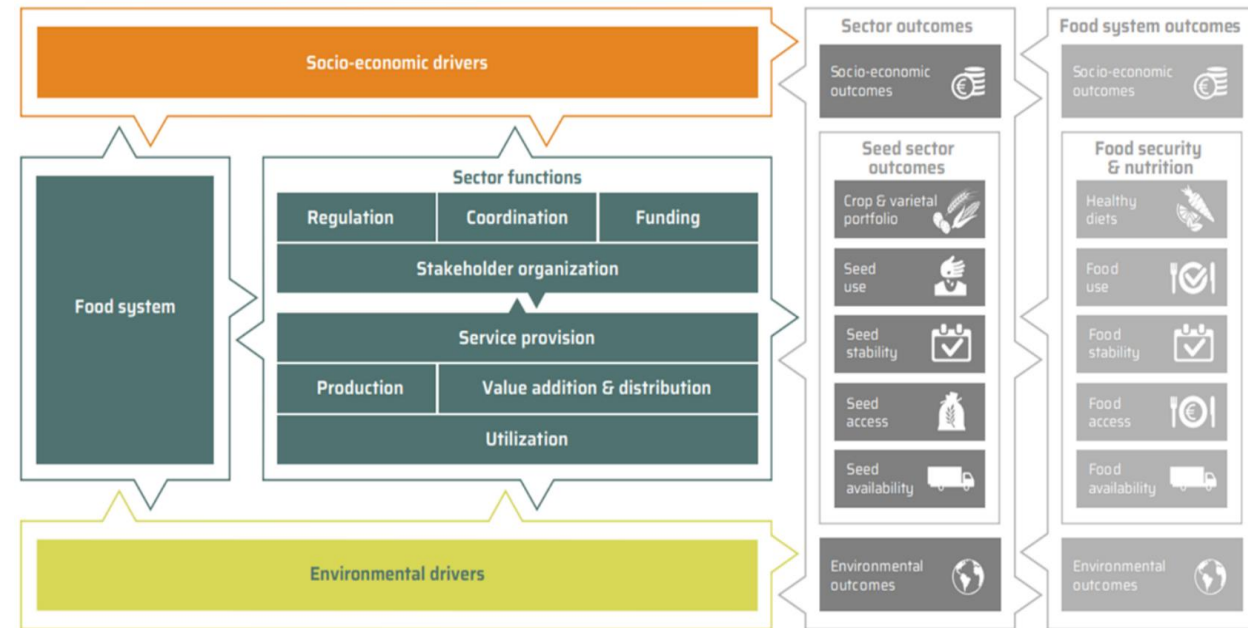 Socio-economic drivers
Food system
Sector functions
Regulation
Coordination
Funding
Stakeholder organization
Service provision
Production
Value addition & distribution
Utilization
Environmental drivers
Sector outcomes
Socio-economic
outcomes
Seed sector
outcomes
Crop & varietal
portfolio
Seed
use
Seed
stability
Seed
access
Seed
availability
Environmental
outcomes
Food system outcomes
Socio-economic
outcomes
Food security
& nutrition
Healthy
diets
Food
use
Food
stability
Food
access
Food
availability
Environmental
outcomes